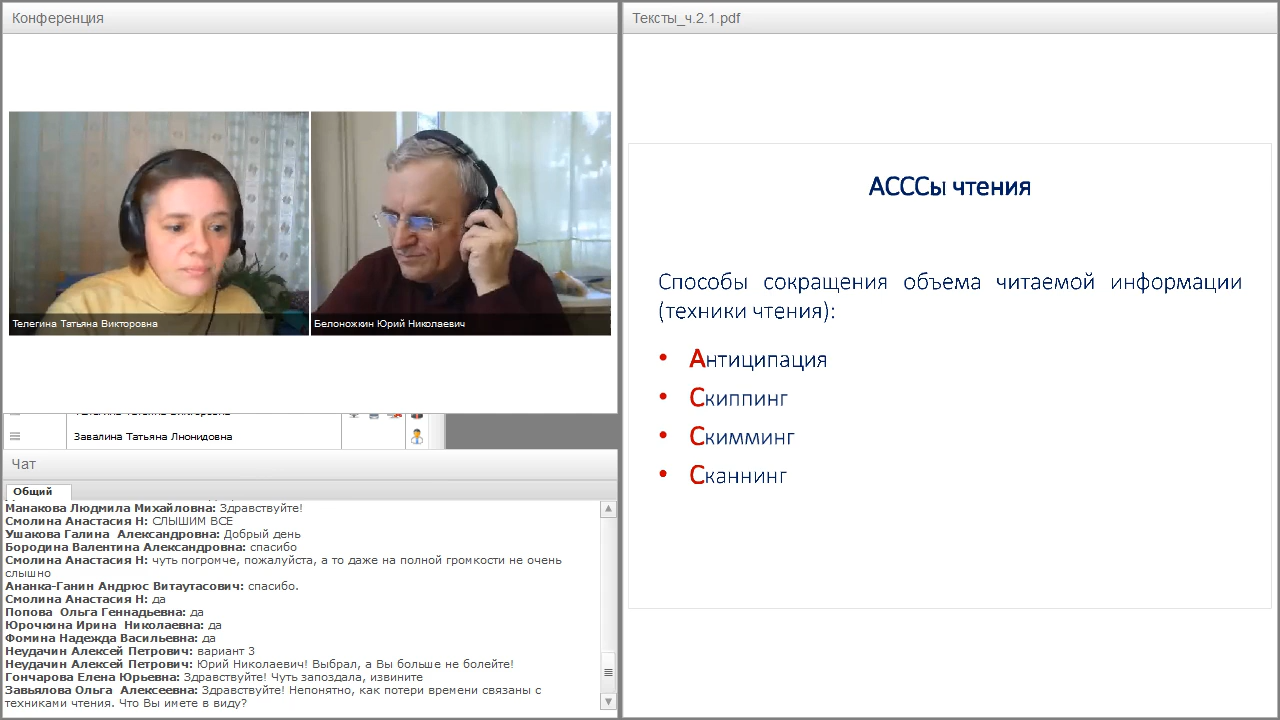 Конференция
Телегина Татьяна Викторовна
Белоножкин Юрий Николаевич
Завалина Татьяна Лнонидовна
Чат
Общий
Манакова Людмила Михайловна: Здравствуйте!
Смолина Анастасия Н: СЛЫШИМ ВСЕ
Ушакова Галина Александровна: Добрый день
Бородина Валентина Александровна: спасибо
Смолина Анастасия Н: чуть погромче, пожалуйста, а то даже на полной громкости не очень
слышно
Ананка-Ганин Андрюс Витаутасович: спасибо.
Смолина Анастасия Н: да
Попова Ольга Геннадьевна: да
Юрочкина Ирина Николаевна: да
Фомина Надежда Васильевна: да
Неудачин Алексей Петрович: вариант 3
Неудачин Алексей Петрович: Юрий Николаевич! Выбрал, а Вы больше не болейте!
Гончарова Елена Юрьевна: Здравствуйте! Чуть запоздала, извините
Завьялова Ольга Алексеевна: Здравствуйте! Непонятно, как потери времени связаны с
техниками чтения. Что Вы имете в виду?
Тексты_ч.2.1.pdf
АСССы чтения
Способы сокращения объема читаемой информации
(техники чтения):
• Антиципация
• Скиппинг
• Скимминг
• Сканнинг